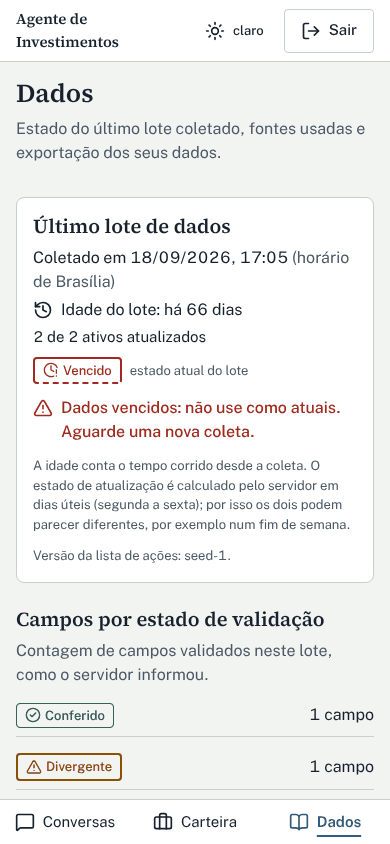 Agente de
Investimentos
claro
Sair
Dados
Estado do último lote coletado, fontes usadas e
exportação dos seus dados.
Último lote de dados
Coletado em 18/09/2026, 17:05 (horário
de Brasília)
Idade do lote: há 66 dias
2 de 2 ativos atualizados
Vencido
estado atual do lote
Dados vencidos: não use como atuais.
Aguarde uma nova coleta.
A idade conta o tempo corrido desde a coleta. O
estado de atualização é calculado pelo servidor em
dias úteis (segunda a sexta); por isso os dois podem
parecer diferentes, por exemplo num fim de semana.
Versão da lista de ações: seed-1.
Campos por estado de validação
Contagem de campos validados neste lote,
como o servidor informou.
Conferido
1 campo
Divergente
1 campo
Conversas
Carteira
Dados